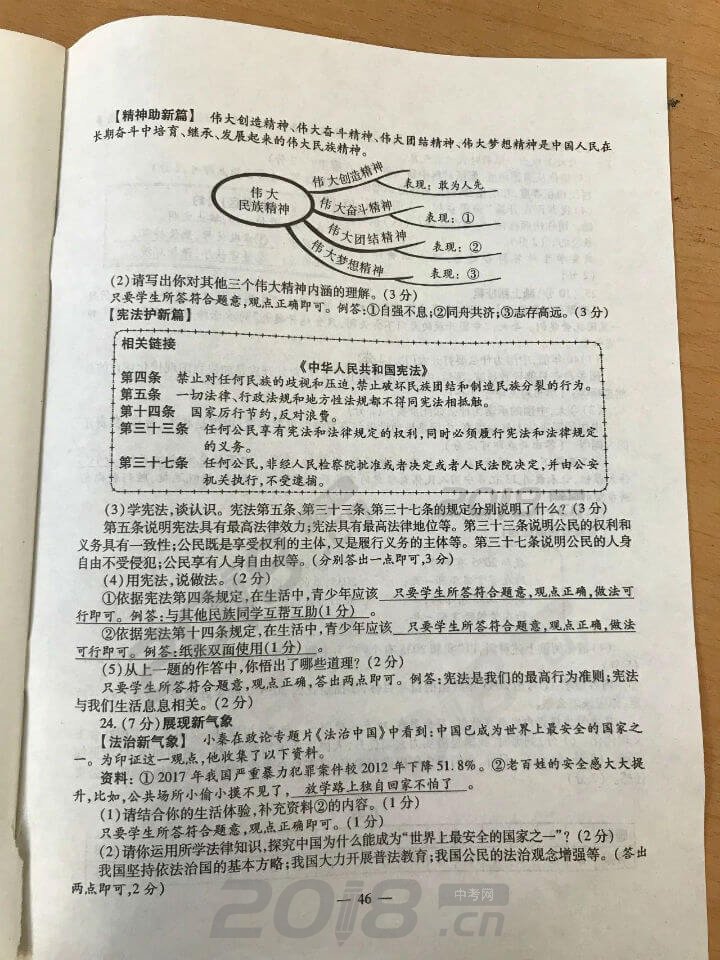 【精神助新篇】 伟大创造精神、伟大奋斗精神、伟大团结精神、伟大梦想精神是中国人民在
长期奋斗中培育、继承、发展起来的伟大民族精神。
伟大
民族精神
伟大创造精神
表现：敢为人先
伟大奋斗精神
表现：①
伟大团结精神
表现：②
伟大梦想精神
表现：③
(2)请写出你对其他三个伟大精神内涵的理解。(3分)
只要学生所答符合题意,观点正确即可。例答:①自强不息;②同舟共济;③志存高远。(3分)
【宪法护新篇】
相关链接
《中华人民共和国宪法》
第四条 禁止对任何民族的歧视和压迫,禁止破坏民族团结和制造民族分裂的行为。
第五条 一切法律、行政法规和地方性法规都不得同宪法相抵触。
第十四条 国家厉行节约,反对浪费。
第三十三条 任何公民享有宪法和法律规定的权利,同时必须履行宪法和法律规定
的义务。
第三十七条 任何公民,非经人民检察院批准或者决定或者人民法院决定,并由公安
机关执行,不受逮捕。
(3)学宪法,谈认识。宪法第五条、第三十三条、第三十七条的规定分别说明了什么?(3分)
第五条说明宪法具有最高法律效力;宪法具有最高法律地位等。第三十三条说明公民的权利和
义务具有一致性;公民既是享受权利的主体,又是履行义务的主体等。第三十七条说明公民的人身
自由不受侵犯;公民享有人身自由权等。(分别答出一点即可,3分)
(4)用宪法,说做法。(2分)
①依据宪法第四条规定,在生活中,青少年应该 只要学生所答符合题意,观点正确,做法可
行即可。例答:与其他民族同学互帮互助(1分) 。
②依据宪法第十四条规定,在生活中,青少年应该 只要学生所答符合题意,观点正确,做法
可行即可。例答:纸张双面使用(1分) 。
(5)从上一题的作答中,你悟出了哪些道理?(2分)
只要学生所答符合题意,观点正确,答出两点即可。例答:宪法是我们的最高行为准则;宪法
与我们生活息息相关。(2分)
24.(7分)展现新气象
【法治新气象】 小秦在政论专题片《法治中国》中看到:中国已成为世界上最安全的国家之
一。为印证这一观点,他收集了以下资料。
资料:①2017年我国严重暴力犯罪案件较2012年下降51.8%。②老百姓的安全感大大提
升,比如,公共场所小偷小摸不见了, 放学路上独自回家不怕了 。
(1)请结合你的生活体验,补充资料②的内容。(1分)
只要学生所答符合题意,观点正确即可。(1分)
(2)请你运用所学法律知识,探究中国为什么能成为“世界上最安全的国家之一”?(2分)
我国坚持依法治国的基本方略;我国大力开展普法教育;我国公民的法治观念增强等。(答出
两点即可,2分)
— 46 —
中考网
2018.cn